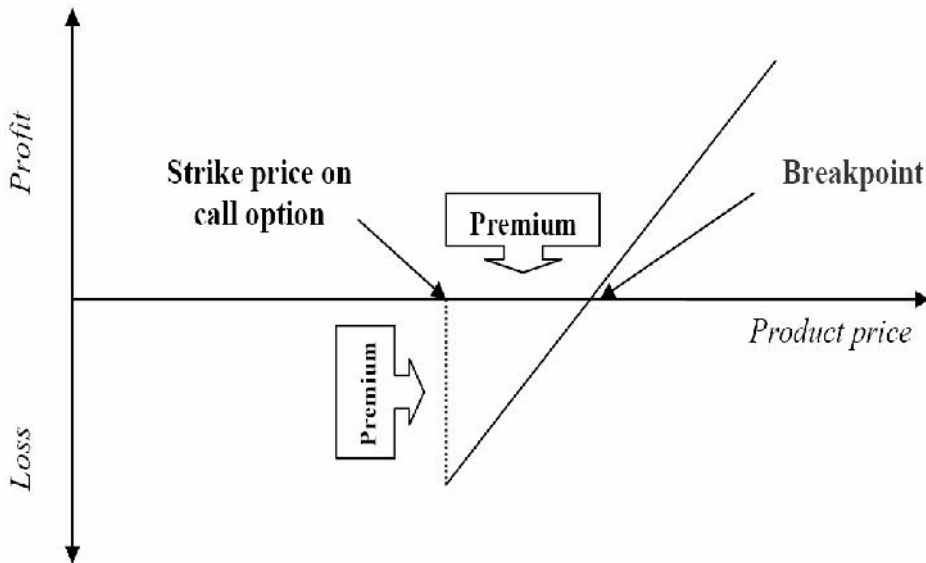 Profit
Strike price on
call option
Premium
Breakpoint
Product price
Premium
Loss